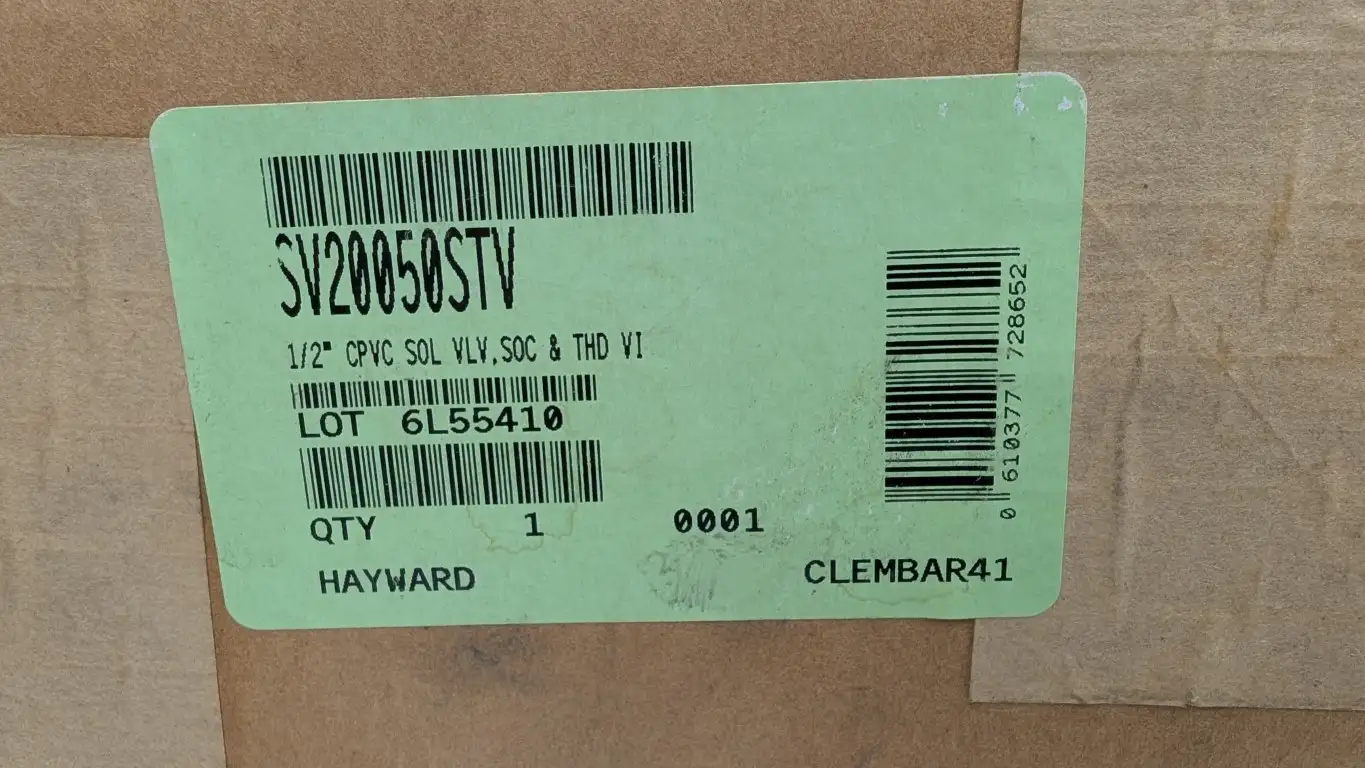 SV20050STV
1/2" CPVC SOL VLV,SOC & THD VI
LOT 6L55410
QTY 1 0001
HAYWARD CLEMBAR41
0 610377 728652